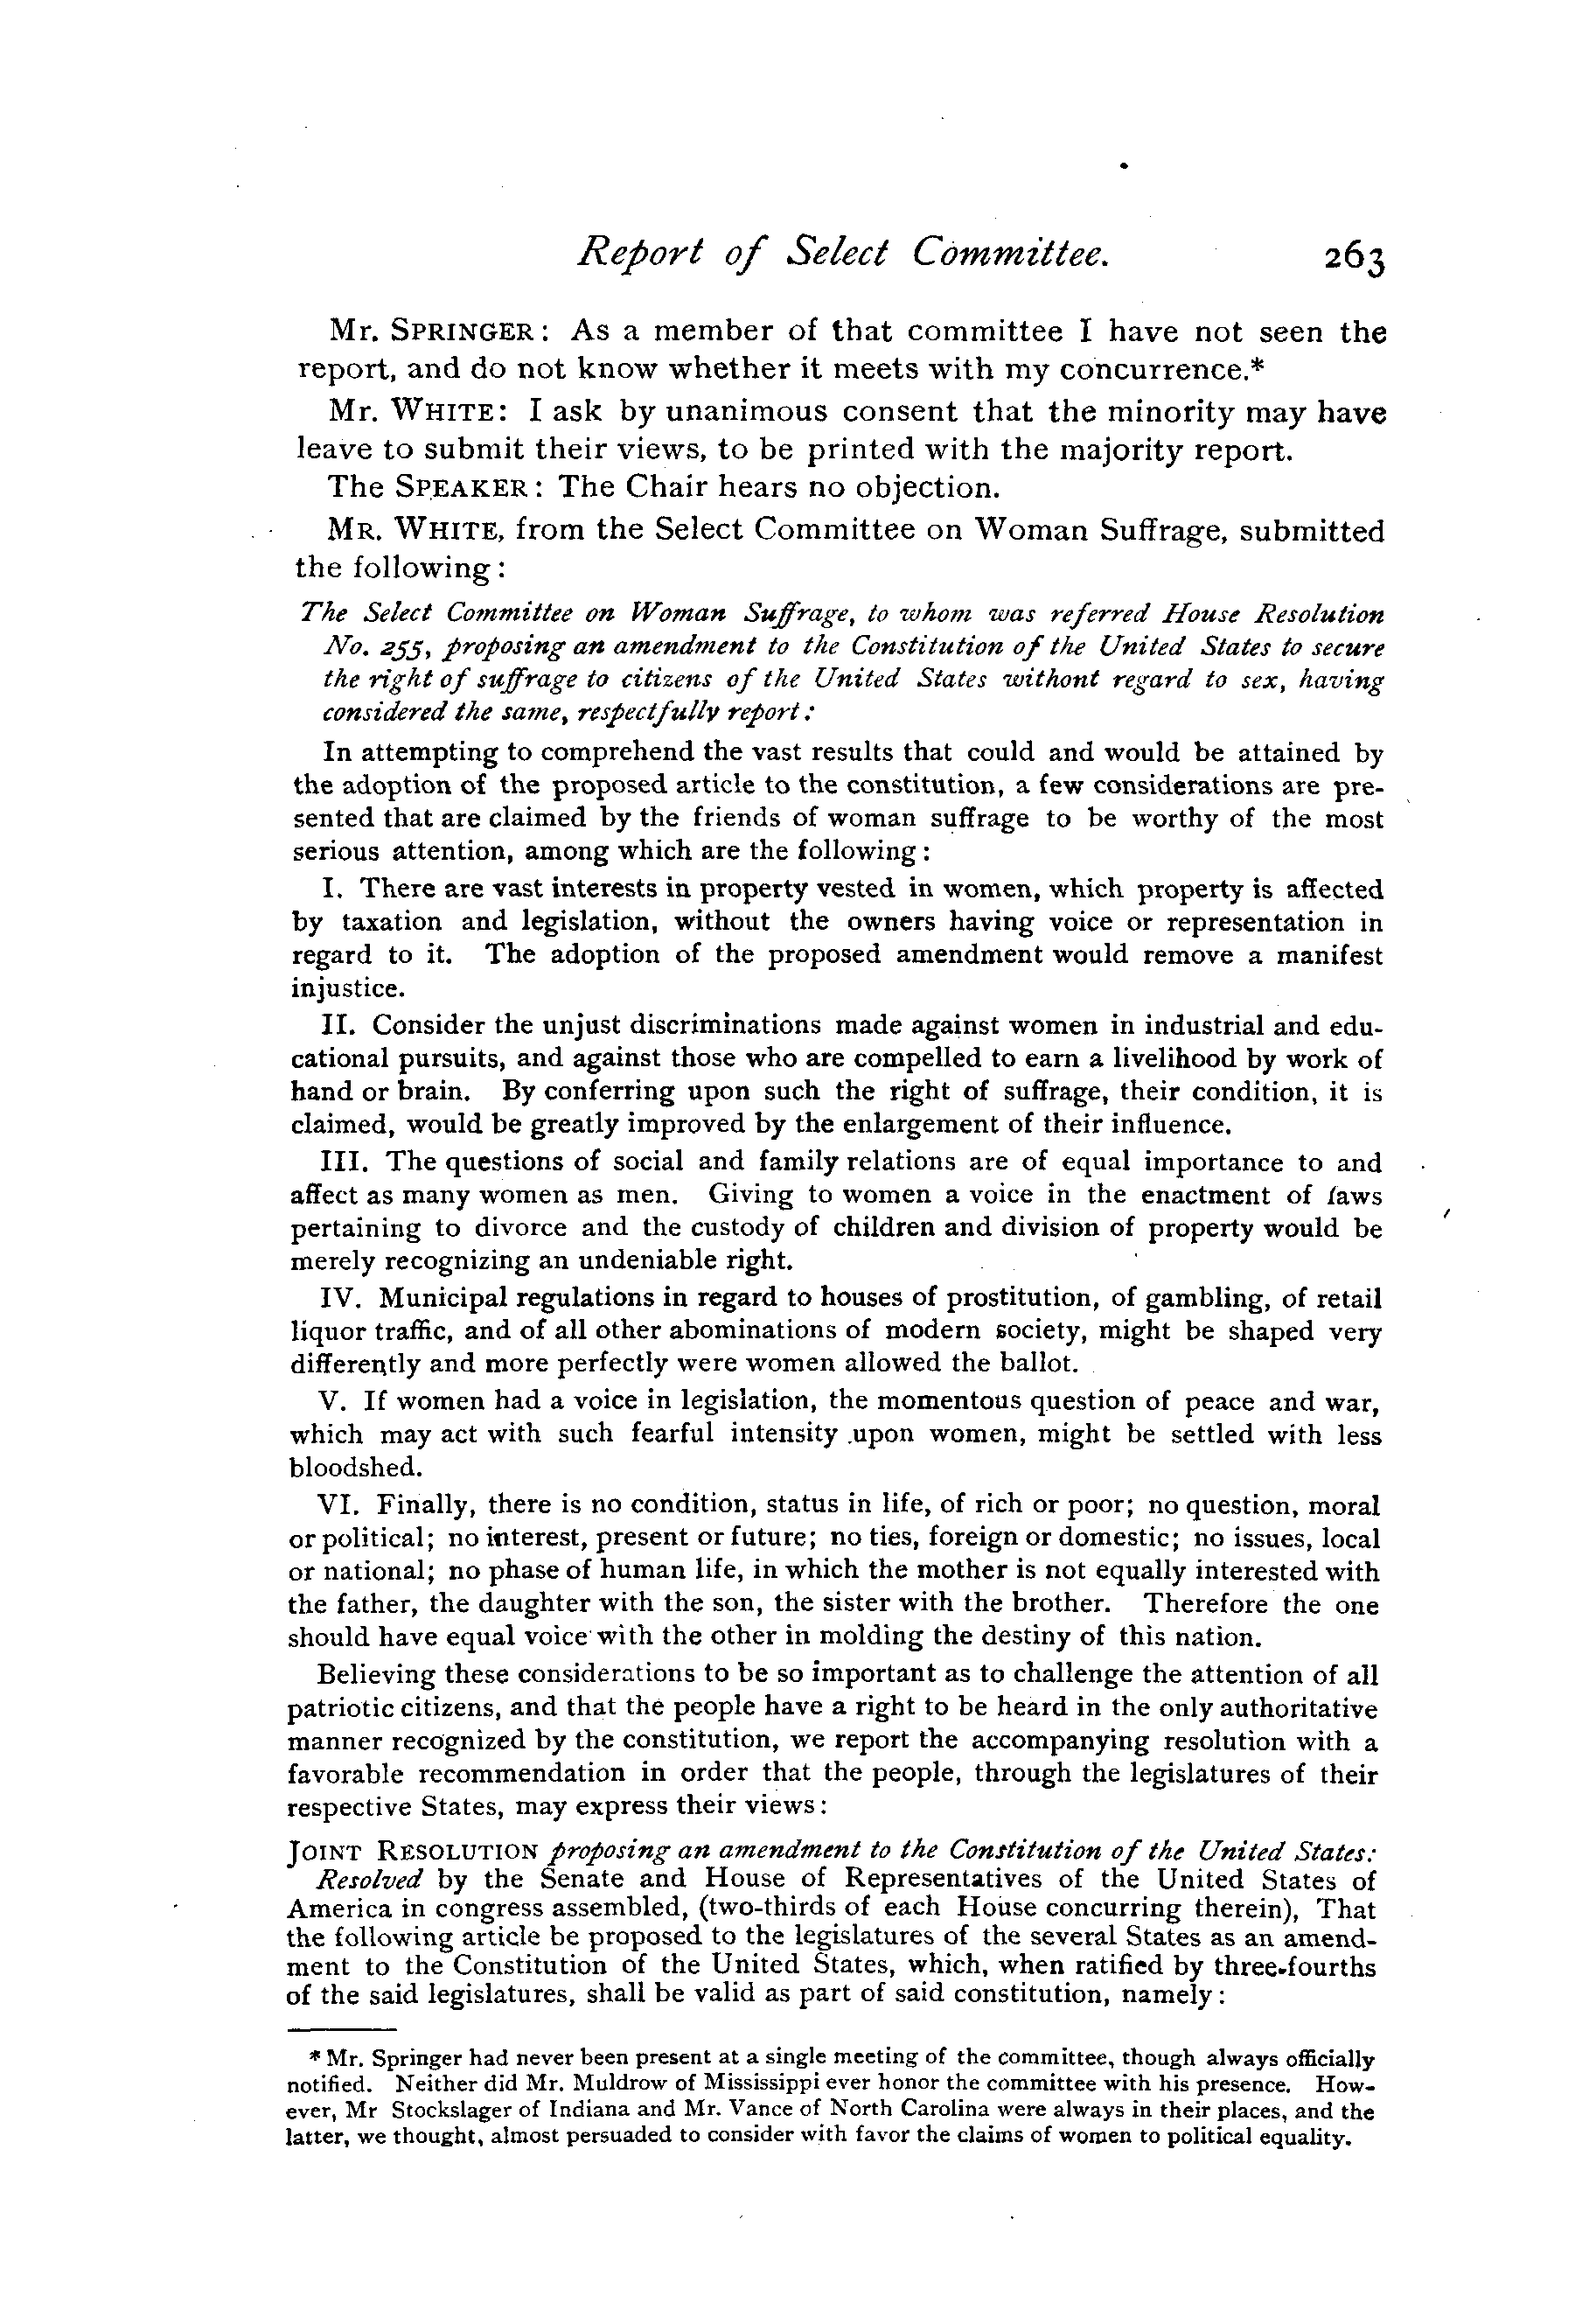 Report of Select Committee. 263
Mr. SPRINGER: As a member of that committee I have not seen the
report, and do not know whether it meets with my concurrence.*
Mr. WHITE: I ask by unanimous consent that the minority may have
leave to submit their views, to be printed with the majority report.
The SPEAKER: The Chair hears no objection.
MR. WHITE, from the Select Committee on Woman Suffrage, submitted
the following:
The Select Committee on Woman Suffrage, to whom was referred House Resolution
No. 255, proposing an amendment to the Constitution of the United States to secure
the right of suffrage to citizens of the United States withont regard to sex, having
considered the same, respectfully report:
In attempting to comprehend the vast results that could and would be attained by
the adoption of the proposed article to the constitution, a few considerations are pre-
sented that are claimed by the friends of woman suffrage to be worthy of the most
serious attention, among which are the following:
I. There are vast interests in property vested in women, which property is affected
by taxation and legislation, without the owners having voice or representation in
regard to it. The adoption of the proposed amendment would remove a manifest
injustice.
II. Consider the unjust discriminations made against women in industrial and edu-
cational pursuits, and against those who are compelled to earn a livelihood by work of
hand or brain. By conferring upon such the right of suffrage, their condition, it is
claimed, would be greatly improved by the enlargement of their influence.
III. The questions of social and family relations are of equal importance to and
affect as many women as men. Giving to women a voice in the enactment of laws
pertaining to divorce and the custody of children and division of property would be
merely recognizing an undeniable right.
IV. Municipal regulations in regard to houses of prostitution, of gambling, of retail
liquor traffic, and of all other abominations of modern society, might be shaped very
differently and more perfectly were women allowed the ballot.
V. If women had a voice in legislation, the momentous question of peace and war,
which may act with such fearful intensity upon women, might be settled with less
bloodshed.
VI. Finally, there is no condition, status in life, of rich or poor; no question, moral
or political; no interest, present or future; no ties, foreign or domestic; no issues, local
or national; no phase of human life, in which the mother is not equally interested with
the father, the daughter with the son, the sister with the brother. Therefore the one
should have equal voice with the other in molding the destiny of this nation.
Believing these considerations to be so important as to challenge the attention of all
patriotic citizens, and that the people have a right to be heard in the only authoritative
manner recognized by the constitution, we report the accompanying resolution with a
favorable recommendation in order that the people, through the legislatures of their
respective States, may express their views:
JOINT RESOLUTION proposing an amendment to the Constitution of the United States:
Resolved by the Senate and House of Representatives of the United States of
America in congress assembled, (two-thirds of each House concurring therein), That
the following article be proposed to the legislatures of the several States as an amend-
ment to the Constitution of the United States, which, when ratified by three-fourths
of the said legislatures, shall be valid as part of said constitution, namely:
* Mr. Springer had never been present at a single meeting of the committee, though always officially
notified. Neither did Mr. Muldrow of Mississippi ever honor the committee with his presence. How-
ever, Mr Stockslager of Indiana and Mr. Vance of North Carolina were always in their places, and the
latter, we thought, almost persuaded to consider with favor the claims of women to political equality.